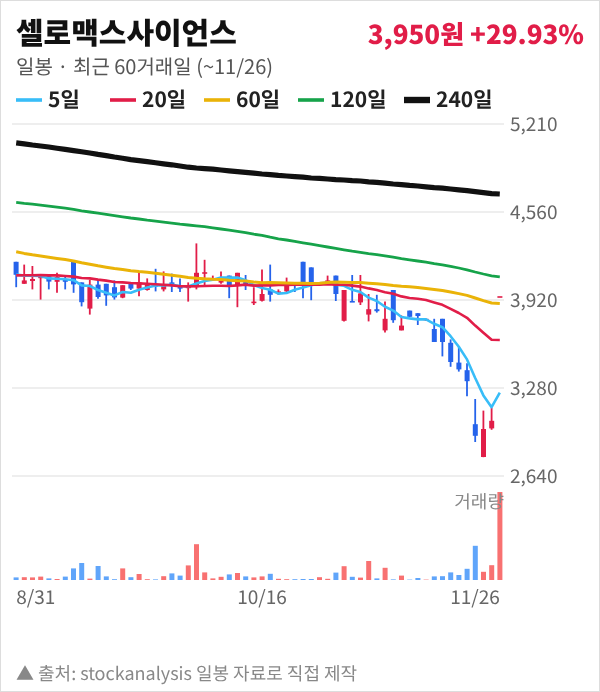 셀로맥스사이언스 3,950원 +29.93%
일봉 · 최근 60거래일 (~11/26)
5일 20일 60일 120일 240일
5,210
4,560
3,920
3,280
2,640
거래량
8/31 10/16 11/26
▲ 출처: stockanalysis 일봉 자료로 직접 제작